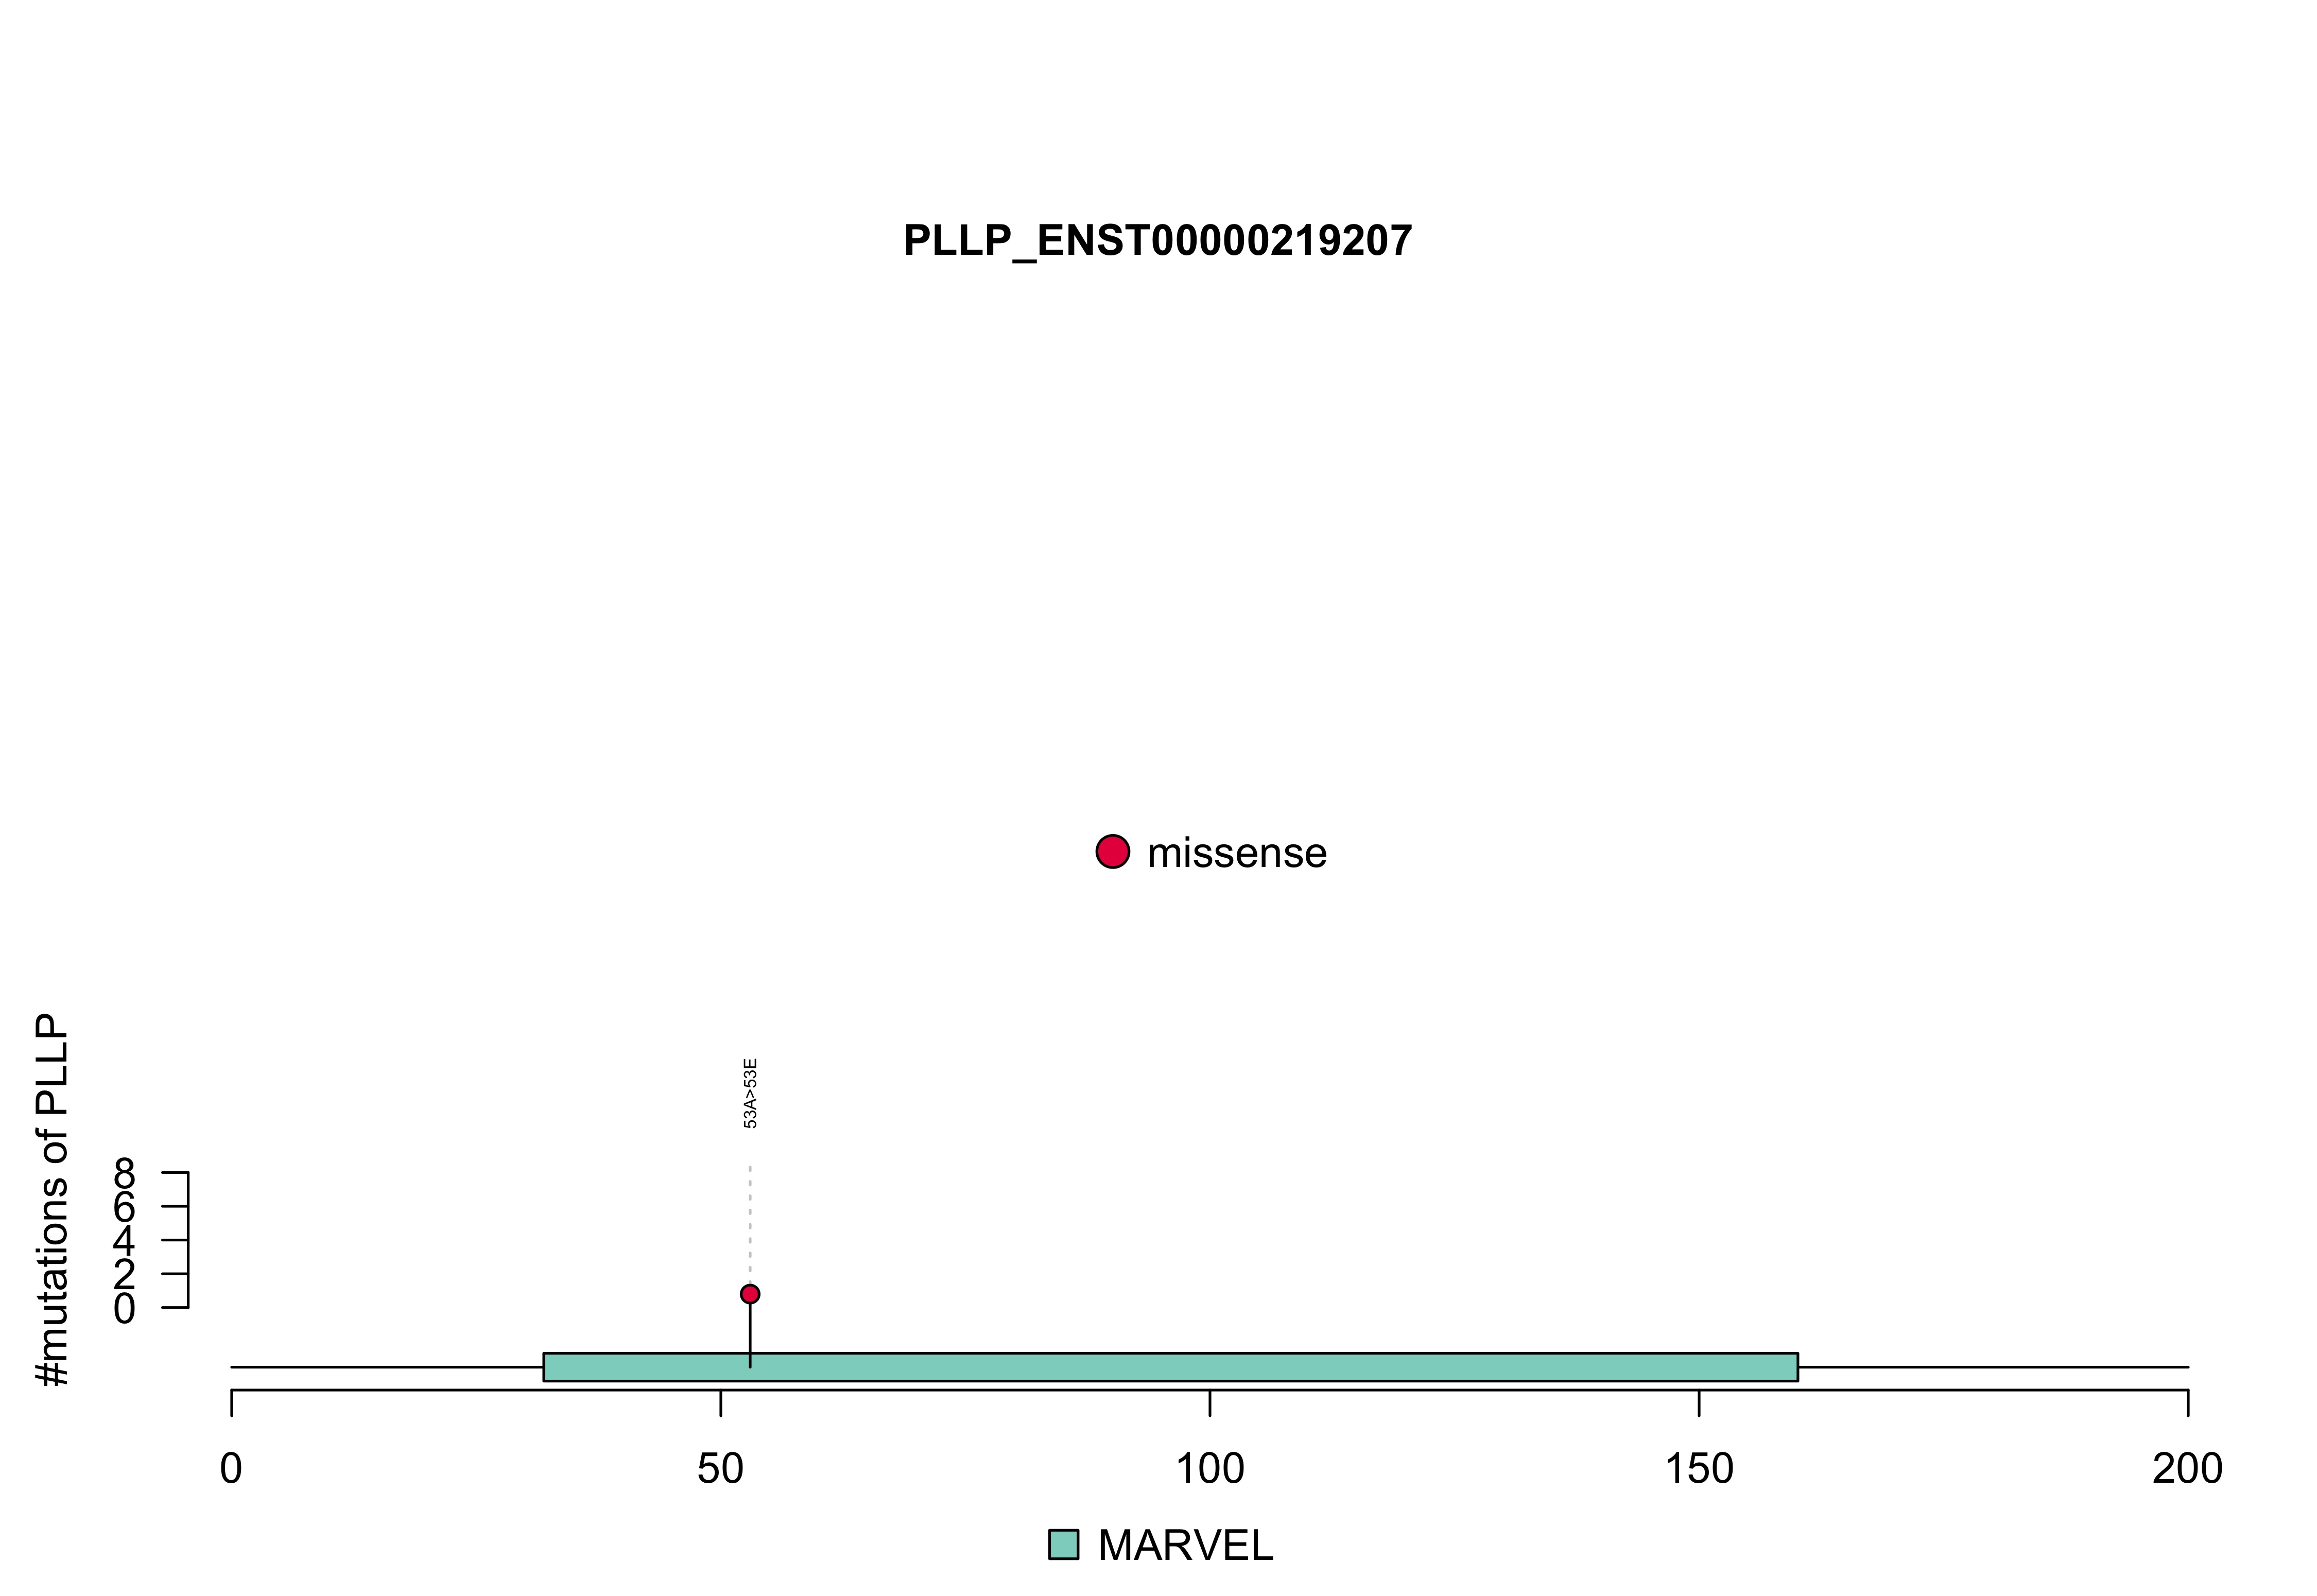 PLLP_ENST00000219207
missense
#mutations of PLLP
53A>53E
8
6
4
2
0
0 50 100 150 200
MARVEL